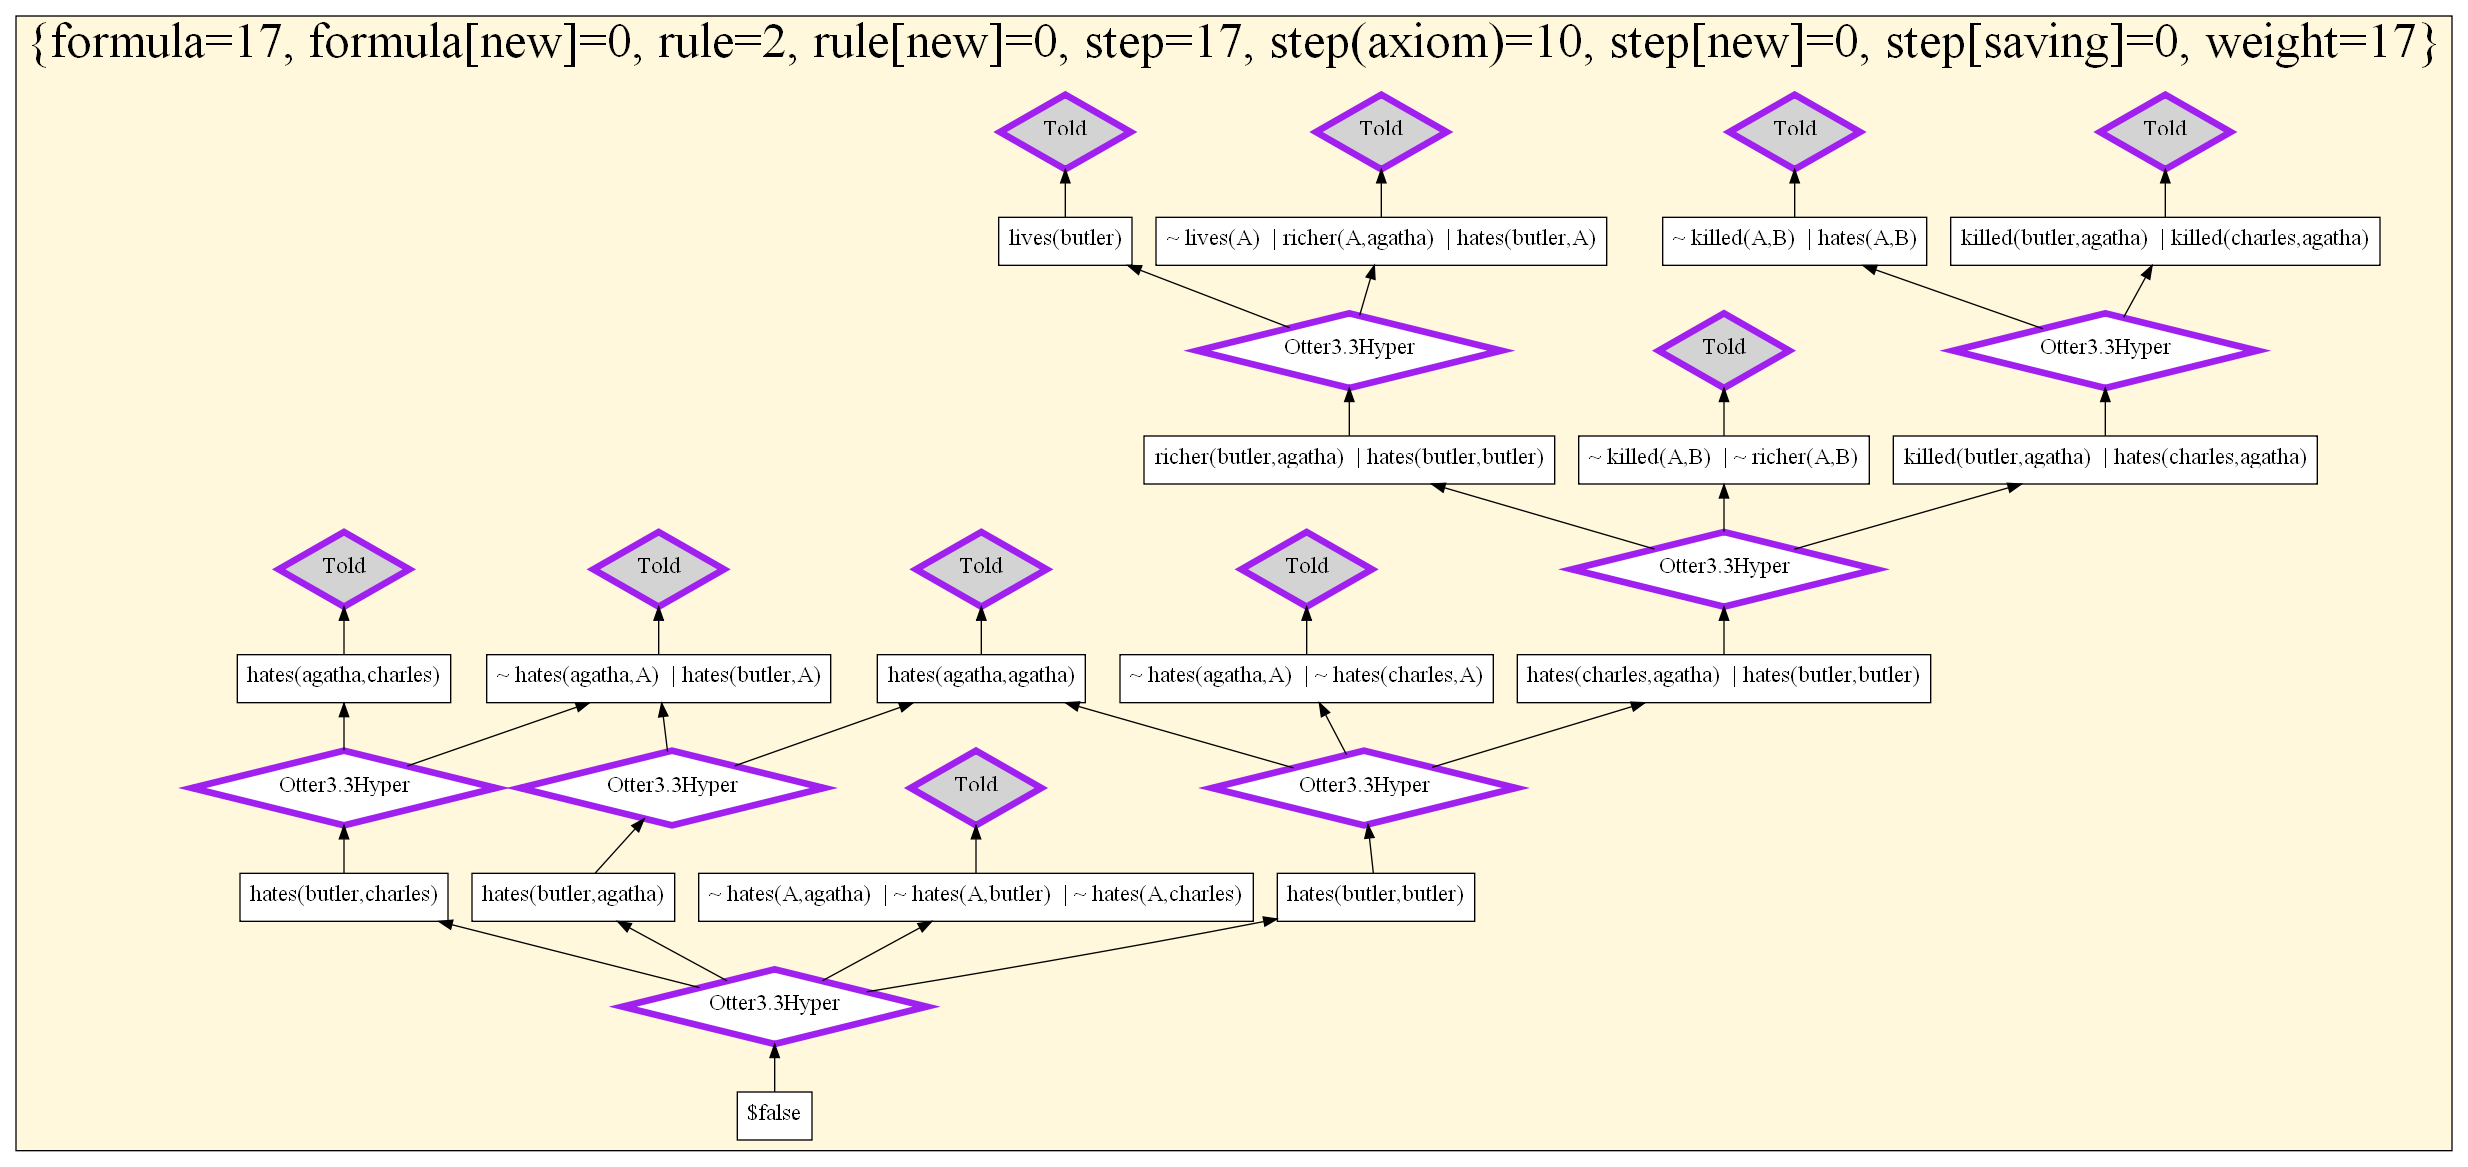 {formula=17, formula[new]=0, rule=2, rule[new]=0, step=17, step(axiom)=10, step[new]=0, step[saving]=0, weight=17}
Told
Told
Told
Told
lives(butler)
~ lives(A) | richer(A,agatha) | hates(butler,A)
~ killed(A,B) | hates(A,B)
killed(butler,agatha) | killed(charles,agatha)
Otter3.3Hyper
Told
Otter3.3Hyper
richer(butler,agatha) | hates(butler,butler)
~ killed(A,B) | ~ richer(A,B)
killed(butler,agatha) | hates(charles,agatha)
Told
Told
Told
Told
Otter3.3Hyper
hates(agatha,charles)
~ hates(agatha,A) | hates(butler,A)
hates(agatha,agatha)
~ hates(agatha,A) | ~ hates(charles,A)
hates(charles,agatha) | hates(butler,butler)
Otter3.3Hyper
Otter3.3Hyper
Told
Otter3.3Hyper
hates(butler,charles)
hates(butler,agatha)
~ hates(A,agatha) | ~ hates(A,butler) | ~ hates(A,charles)
hates(butler,butler)
Otter3.3Hyper
$false